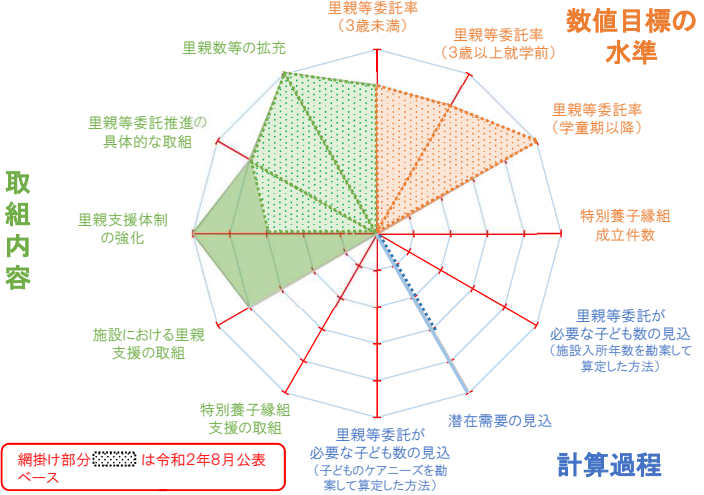 里親等委託率
（3歳未満）
里親等委託率
（3歳以上就学前）
数値目標の
水準
里親等委託率
（学童期以降）
特別養子縁組
成立件数
里親等委託が
必要な子ども数の見込
（施設入所年数を勘案して
算定した方法）
潜在需要の見込
計算過程
里親等委託が
必要な子ども数の見込
（子どものケアニーズを勘
案して算定した方法）
特別養子縁組
支援の取組
施設における里親
支援の取組
里親支援体制
の強化
里親等委託推進の
具体的な取組
里親数等の拡充
取組内容
網掛け部分 は令和2年8月公表
ベース